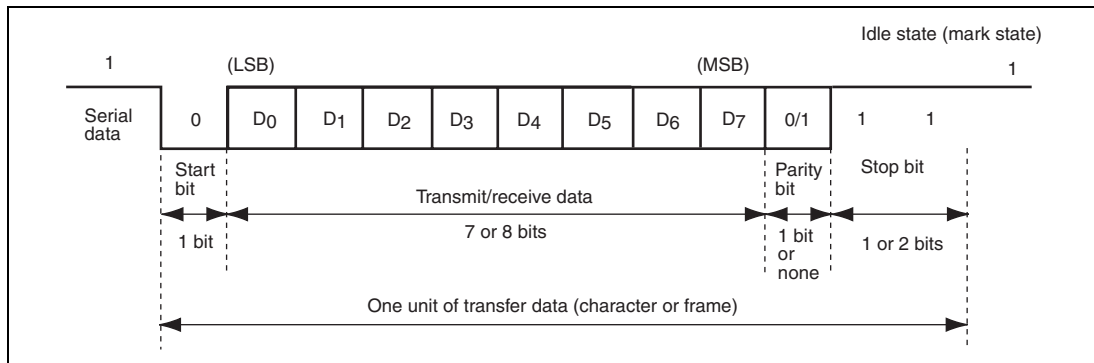 Idle state (mark state)
1 (LSB) (MSB) 1
Serial data
0 D0 D1 D2 D3 D4 D5 D6 D7 0/1 1 1
Start bit
Parity bit
Stop bit
Transmit/receive data
1 bit
7 or 8 bits
1 bit or none
1 or 2 bits
One unit of transfer data (character or frame)